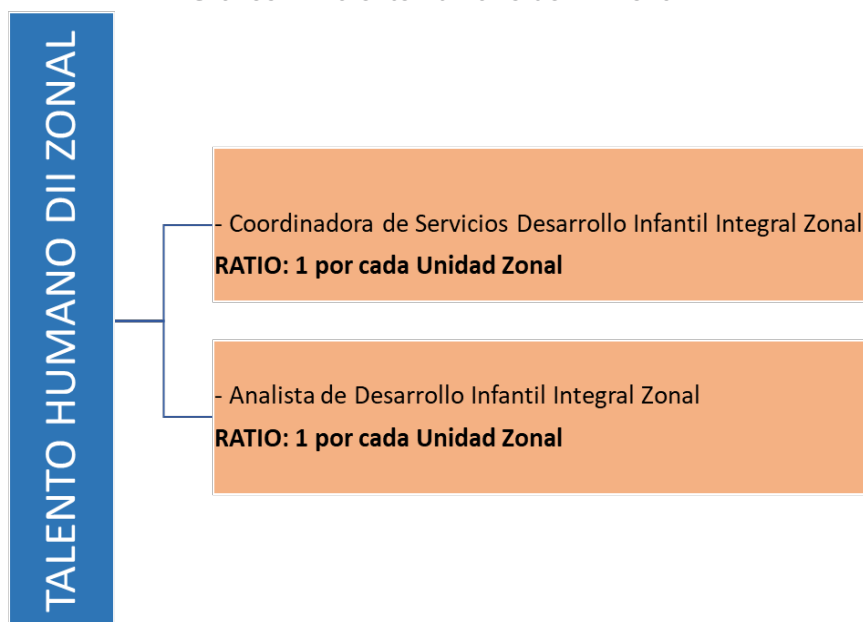 TALENTO HUMANO DII ZONAL
- Coordinadora de Servicios Desarrollo Infantil Integral Zonal
RATIO: 1 por cada Unidad Zonal
- Analista de Desarrollo Infantil Integral Zonal
RATIO: 1 por cada Unidad Zonal